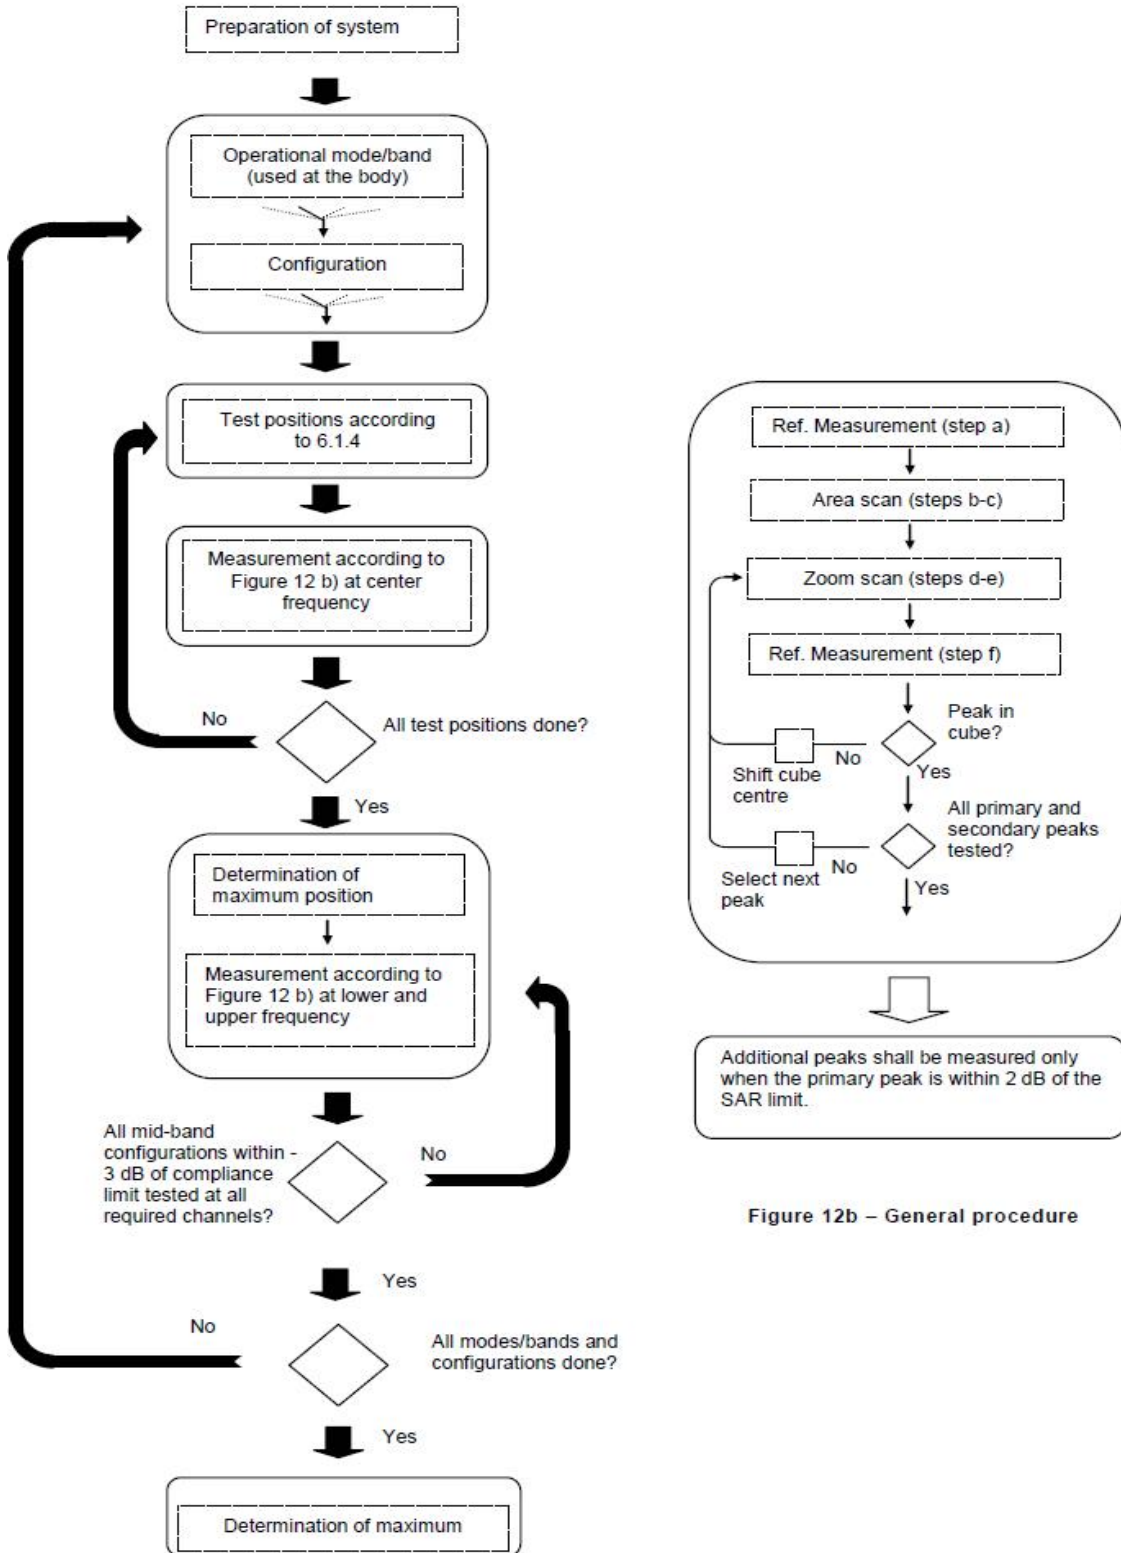 Preparation of system
Operational mode/band
(used at the body)
Configuration
Test positions according
to 6.1.4
Measurement according to
Figure 12 b) at center
frequency
No
All test positions done?
Yes
Determination of
maximum position
Measurement according to
Figure 12 b) at lower and
upper frequency
All mid-band
configurations within -
3 dB of compliance
limit tested at all
required channels?
No
Yes
No
All modes/bands and
configurations done?
Yes
Determination of maximum
Ref. Measurement (step a)
Area scan (steps b-c)
Zoom scan (steps d-e)
Ref. Measurement (step f)
Peak in
cube?
No
Yes
Shift cube
centre
All primary and
secondary peaks
tested?
No
Yes
Select next
peak
Additional peaks shall be measured only
when the primary peak is within 2 dB of the
SAR limit.
Figure 12b – General procedure